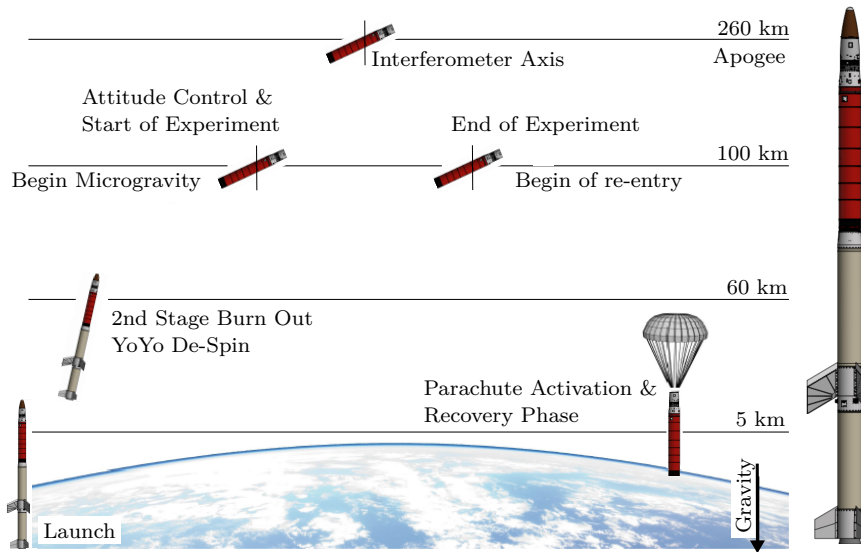 260 km
Apogee
Interferometer Axis
Attitude Control &
Start of Experiment
End of Experiment
100 km
Begin Microgravity
Begin of re-entry
60 km
2nd Stage Burn Out
YoYo De-Spin
Parachute Activation &
Recovery Phase
5 km
Gravity
Launch